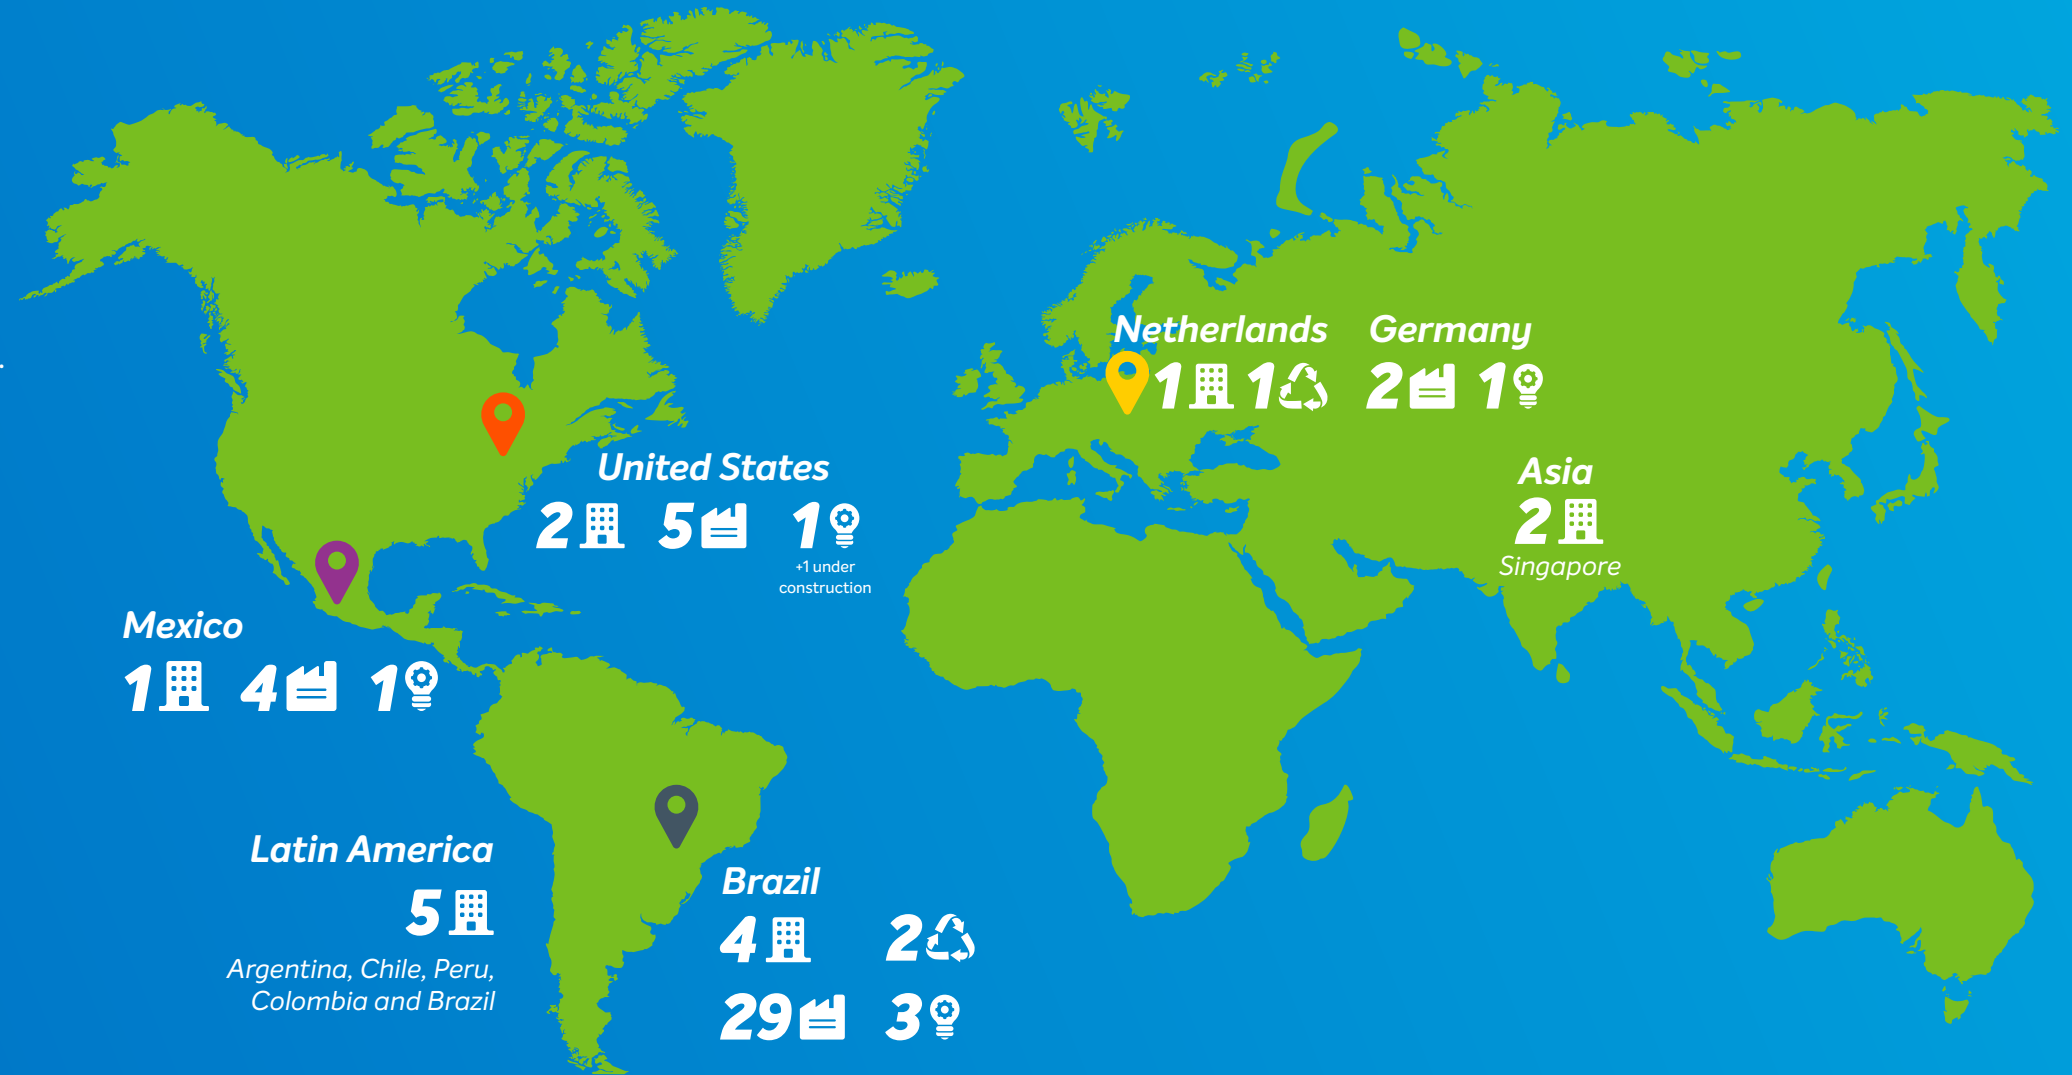 Netherlands Germany
1 1 2 1
United States
2 5 1
+1 under
construction
Asia
2
Singapore
Mexico
1 4 1
Latin America
5
Argentina, Chile, Peru,
Colombia and Brazil
Brazil
4 2
29 3